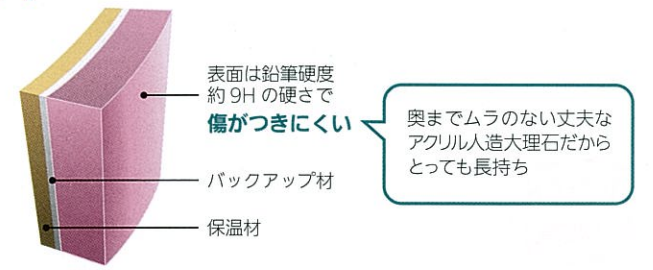 表面は鉛筆硬度
約9Hの硬さで
傷がつきにくい
奥までムラのない丈夫な
アクリル人造大理石だから
とっても長持ち
バックアップ材
保温材